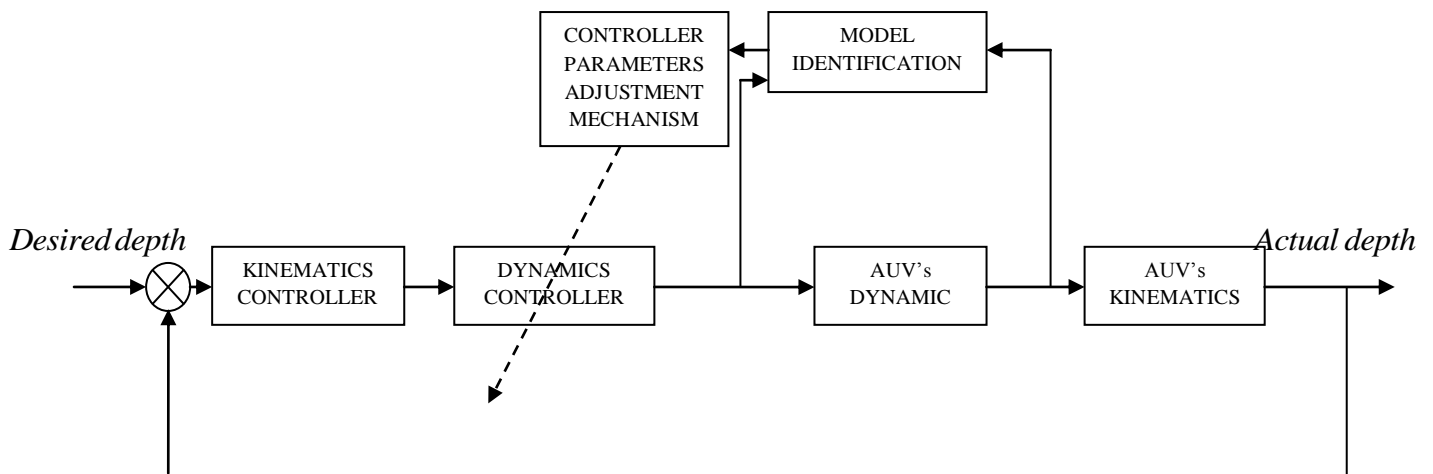 CONTROLLER
PARAMETERS
ADJUSTMENT
MECHANISM
MODEL
IDENTIFICATION
Desired depth
KINEMATICS
CONTROLLER
DYNAMICS
CONTROLLER
AUV’s
DYNAMIC
AUV’s
KINEMATICS
Actual depth